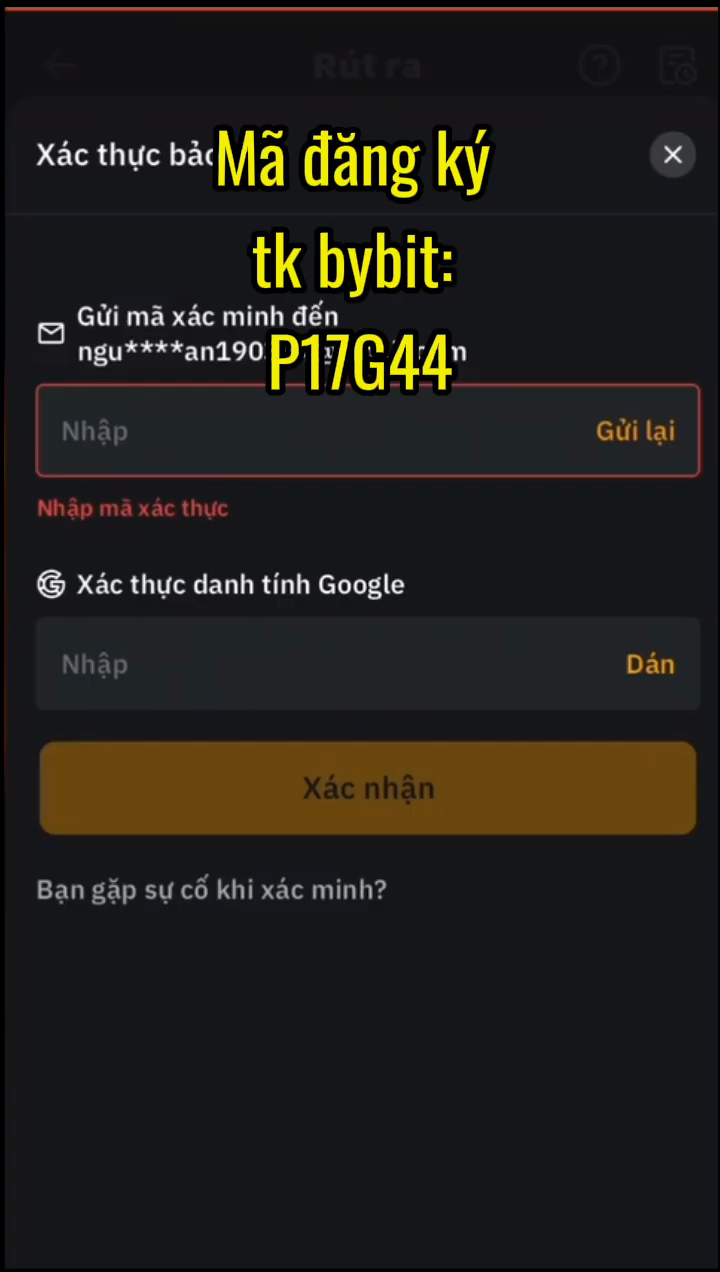 Rút ra
Xác thực
Mã đăng ký
tk bybit:
P17G44
Gửi mã xác minh đến
ngu****an190
Nhập
Gửi lại
Nhập mã xác thực
Xác thực danh tính Google
Nhập
Dán
Xác nhận
Bạn gặp sự cố khi xác minh?